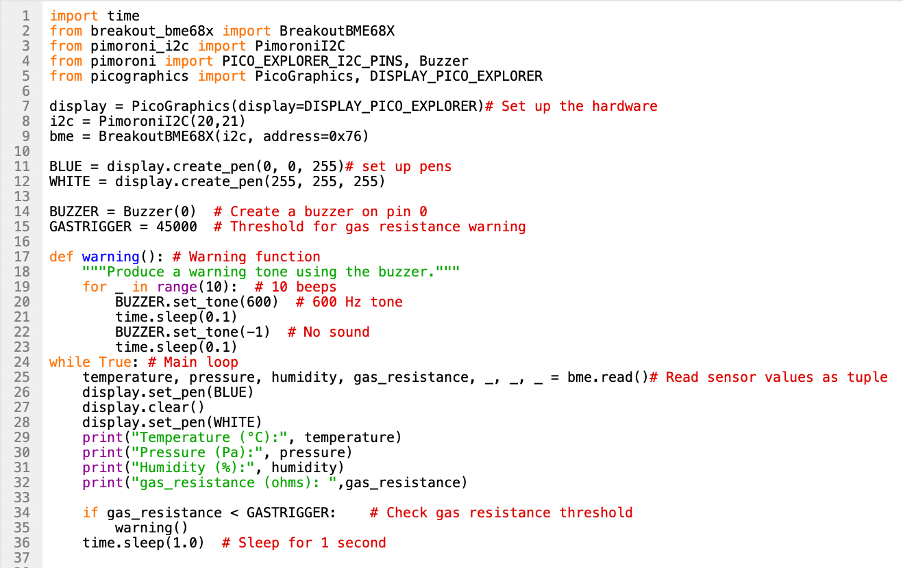 1 import time
2 from breakout_bme68x import BreakoutBME68X
3 from pimoroni_i2c import PimoroniI2C
4 from pimoroni import PICO_EXPLORER_I2C_PINS, Buzzer
5 from picographics import PicoGraphics, DISPLAY_PICO_EXPLORER
6
7 display = PicoGraphics(display=DISPLAY_PICO_EXPLORER)# Set up the hardware
8 i2c = PimoroniI2C(20,21)
9 bme = BreakoutBME68X(i2c, address=0x76)
10
11 BLUE = display.create_pen(0, 0, 255)# set up pens
12 WHITE = display.create_pen(255, 255, 255)
13
14 BUZZER = Buzzer(0)  # Create a buzzer on pin 0
15 GASTRIGGER = 45000  # Threshold for gas resistance warning
16
17 def warning(): # Warning function
18     """Produce a warning tone using the buzzer."""
19     for _ in range(10):  # 10 beeps
20         BUZZER.set_tone(600)  # 600 Hz tone
21         time.sleep(0.1)
22         BUZZER.set_tone(-1)  # No sound
23         time.sleep(0.1)
24 while True: # Main loop
25     temperature, pressure, humidity, gas_resistance, _, _, _ = bme.read()# Read sensor values as tuple
26     display.set_pen(BLUE)
27     display.clear()
28     display.set_pen(WHITE)
29     print("Temperature (°C):", temperature)
30     print("Pressure (Pa):", pressure)
31     print("Humidity (%):", humidity)
32     print("gas_resistance (ohms): ",gas_resistance)
33
34     if gas_resistance < GASTRIGGER:    # Check gas resistance threshold
35         warning()
36     time.sleep(1.0)  # Sleep for 1 second
37